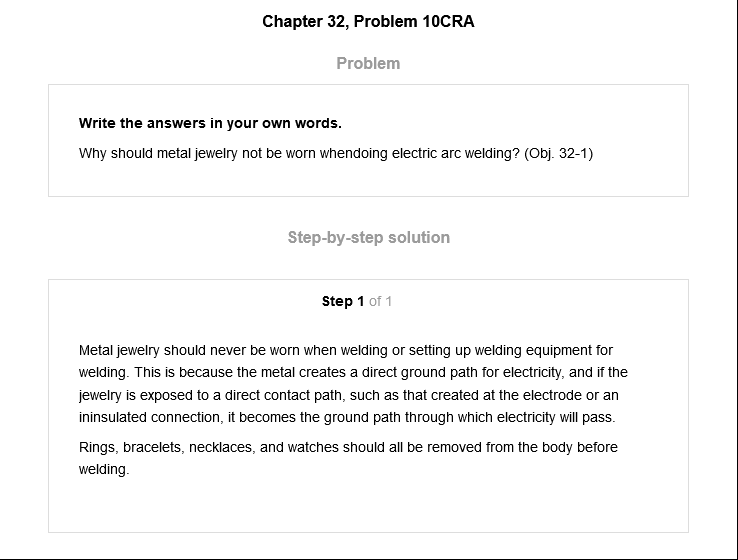 Chapter 32, Problem 10CRA
Problem
Write the answers in your own words.
Why should metal jewelry not be worn whendoing electric arc welding? (Obj. 32-1)
Step-by-step solution
Step 1 of 1
Metal jewelry should never be worn when welding or setting up welding equipment for
welding. This is because the metal creates a direct ground path for electricity, and if the
jewelry is exposed to a direct contact path, such as that created at the electrode or an
ininsulated connection, it becomes the ground path through which electricity will pass.
Rings, bracelets, necklaces, and watches should all be removed from the body before
welding.